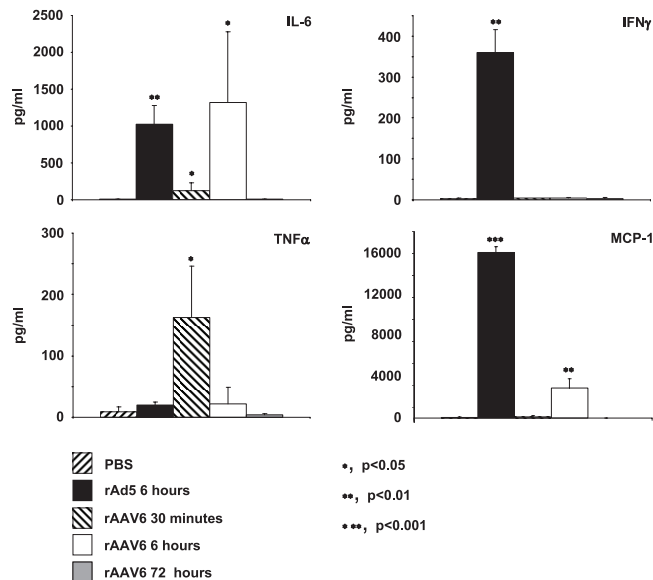 IL-6
pg/ml
2500
2000
1500
1000
500
0
**
*
*
IFNγ
pg/ml
400
300
200
100
0
**
TNFα
pg/ml
300
200
100
0
*
MCP-1
pg/ml
16000
12000
8000
4000
0
***
**
PBS
rAd5 6 hours
rAAV6 30 minutes
rAAV6 6 hours
rAAV6 72 hours
*, p<0.05
**, p<0.01
***, p<0.001